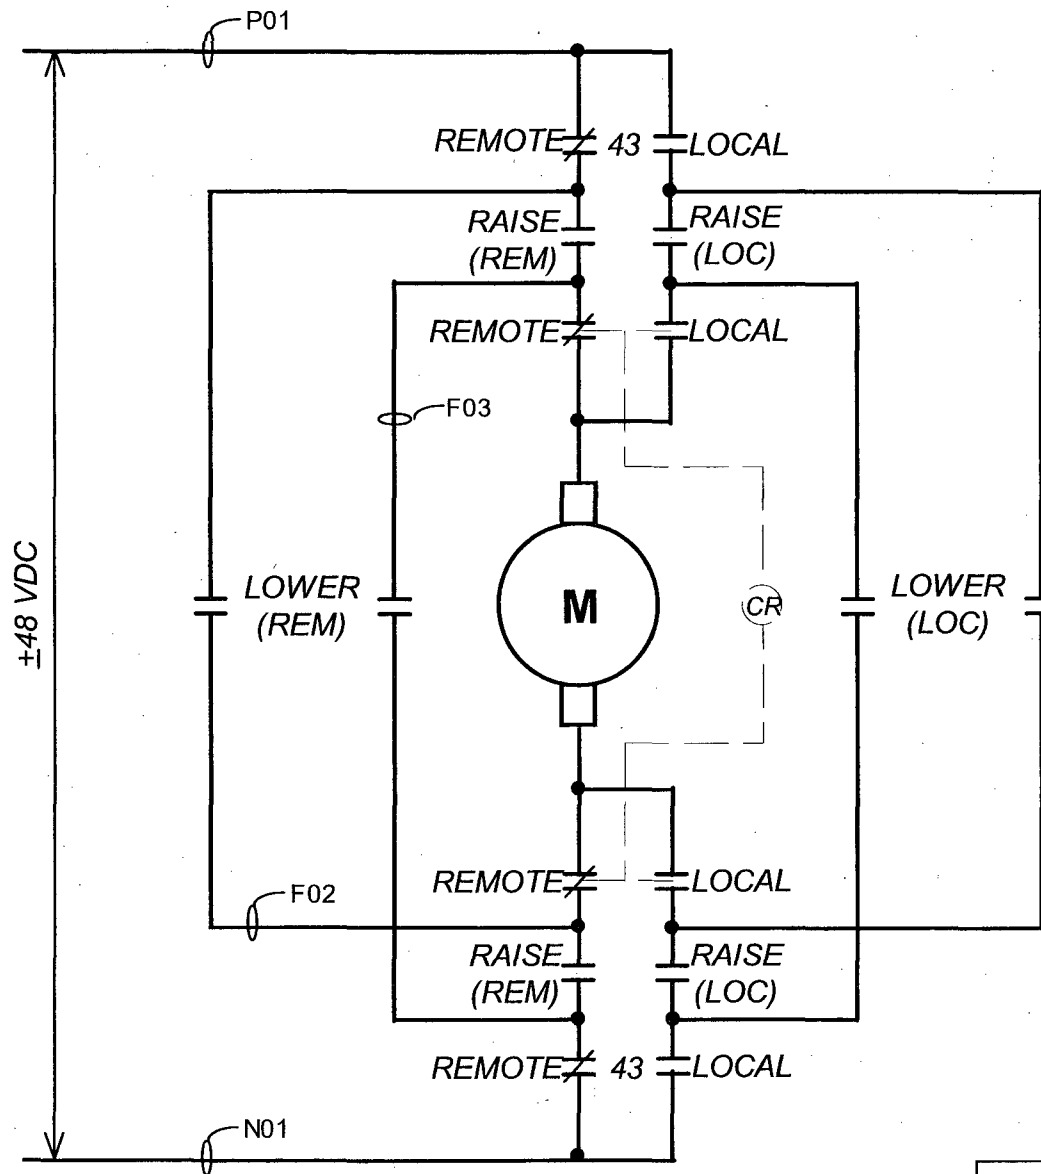 P01
REMOTE 43 LOCAL
RAISE
(REM)
RAISE
(LOC)
REMOTE
LOCAL
F03
±48 VDC
LOWER
(REM)
M
CR
LOWER
(LOC)
REMOTE
LOCAL
F02
RAISE
(REM)
RAISE
(LOC)
REMOTE 43 LOCAL
N01